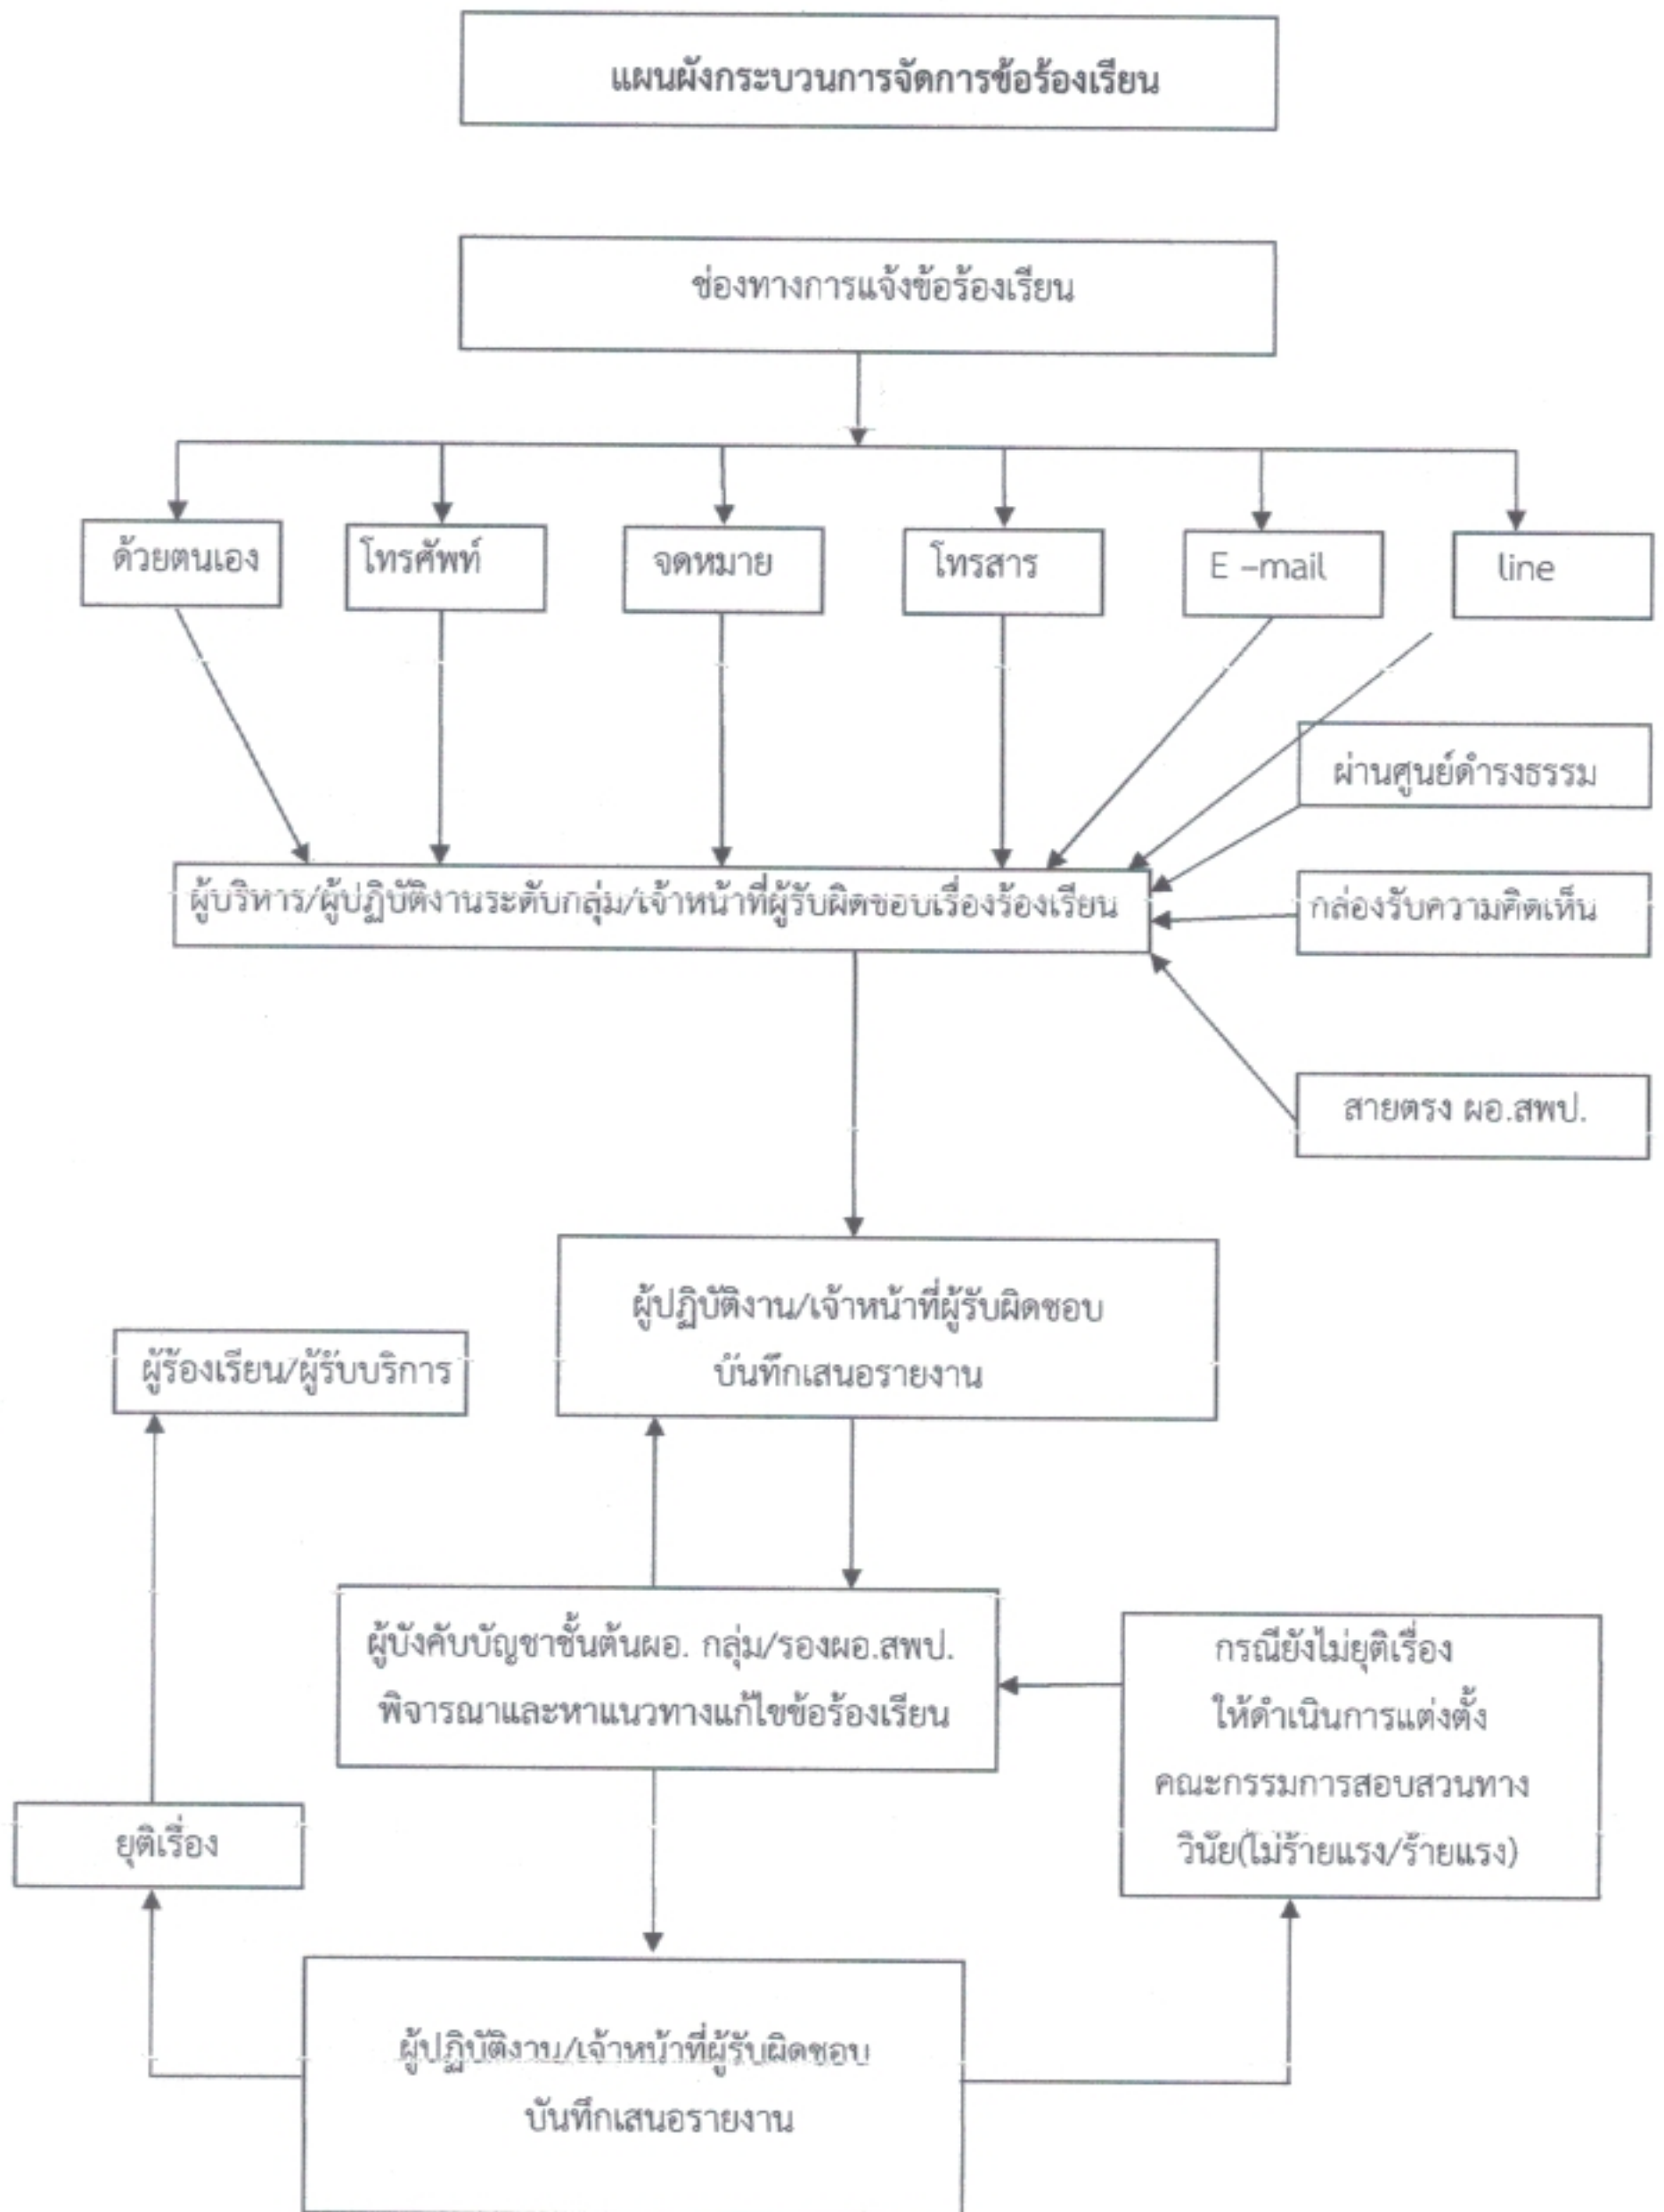 แผนผังกระบวนการจัดการข้อร้องเรียน
ช่องทางการแจ้งข้อร้องเรียน
ด้วยตนเอง
โทรศัพท์
จดหมาย
โทรสาร
E –mail
line
ผ่านศูนย์ดำรงธรรม
ผู้บริหาร/ผู้ปฏิบัติงานระดับกลุ่ม/เจ้าหน้าที่ผู้รับผิดชอบเรื่องร้องเรียน
กล่องรับความคิดเห็น
สายตรง ผอ.สพป.
ผู้ปฏิบัติงาน/เจ้าหน้าที่ผู้รับผิดชอบ
บันทึกเสนอรายงาน
ผู้ร้องเรียน/ผู้รับบริการ
ผู้บังคับบัญชาชั้นต้นผอ. กลุ่ม/รองผอ.สพป.
พิจารณาและหาแนวทางแก้ไขข้อร้องเรียน
กรณียังไม่ยุติเรื่อง
ให้ดำเนินการแต่งตั้ง
คณะกรรมการสอบสวนทาง
วินัย(ไม่ร้ายแรง/ร้ายแรง)
ยุติเรื่อง
ผู้ปฏิบัติงาน/เจ้าหน้าที่ผู้รับผิดชอบ
บันทึกเสนอรายงาน